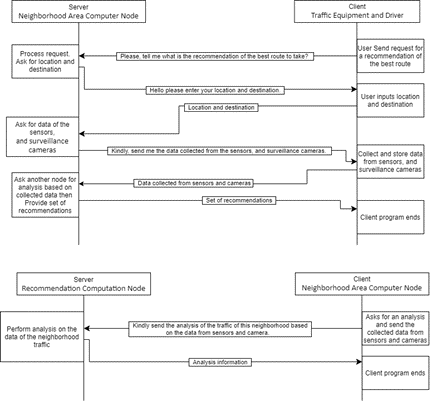 Server
Neighborhood Area Computer Node
Client
Traffic Equipment and Driver
Process request.
Ask for location and
destination
Please, tell me what is the recommendation of the best route to take?
User Send request for
a recommendation of
the best route
Hello please enter your location and destination.
User inputs location
and destination
Location and destination
Ask for data of the
sensors,
and surveillance
cameras
Kindly, send me the data collected from the sensors, and surveillance cameras.
Collect and store data
from sensors, and
surveillance cameras
Ask another node for
analysis based on
collected data then
Provide set of
recommendations
Data collected from sensors and cameras
Set of recommendations
Client program ends
Server
Recommendation Computation Node
Client
Neighborhood Area Computer Node
Perform analysis on the
data of the neighborhood
traffic
Kindly send the analysis of the traffic of this neighborhood based
on the data from sensors and camera.
Asks for an analysis
and send the
collected data from
sensors and cameras
Analysis information
Client program ends